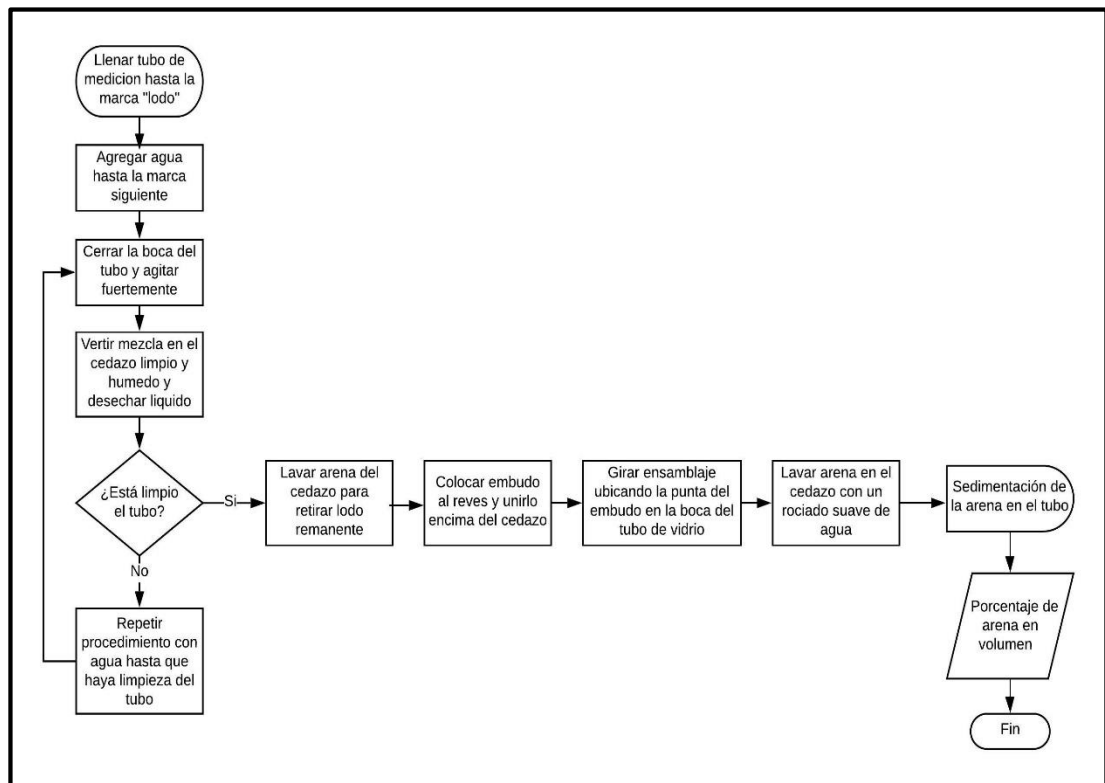 Llenar tubo de
medicion hasta la
marca "lodo"
Agregar agua
hasta la marca
siguiente
Cerrar la boca del
tubo y agitar
fuertemente
Vertir mezcla en el
cedazo limpio y
humedo y
desechar liquido
¿Está limpio
el tubo?
Si
No
Repetir
procedimiento con
agua hasta que
haya limpieza del
tubo
Lavar arena del
cedazo para
retirar lodo
remanente
Colocar embudo
al reves y unirlo
encima del cedazo
Girar ensamblaje
ubicando la punta del
embudo en la boca del
tubo de vidrio
Lavar arena en el
cedazo con un
rociado suave de
agua
Sedimentación de
la arena en el tubo
Porcentaje de
arena en
volumen
Fin